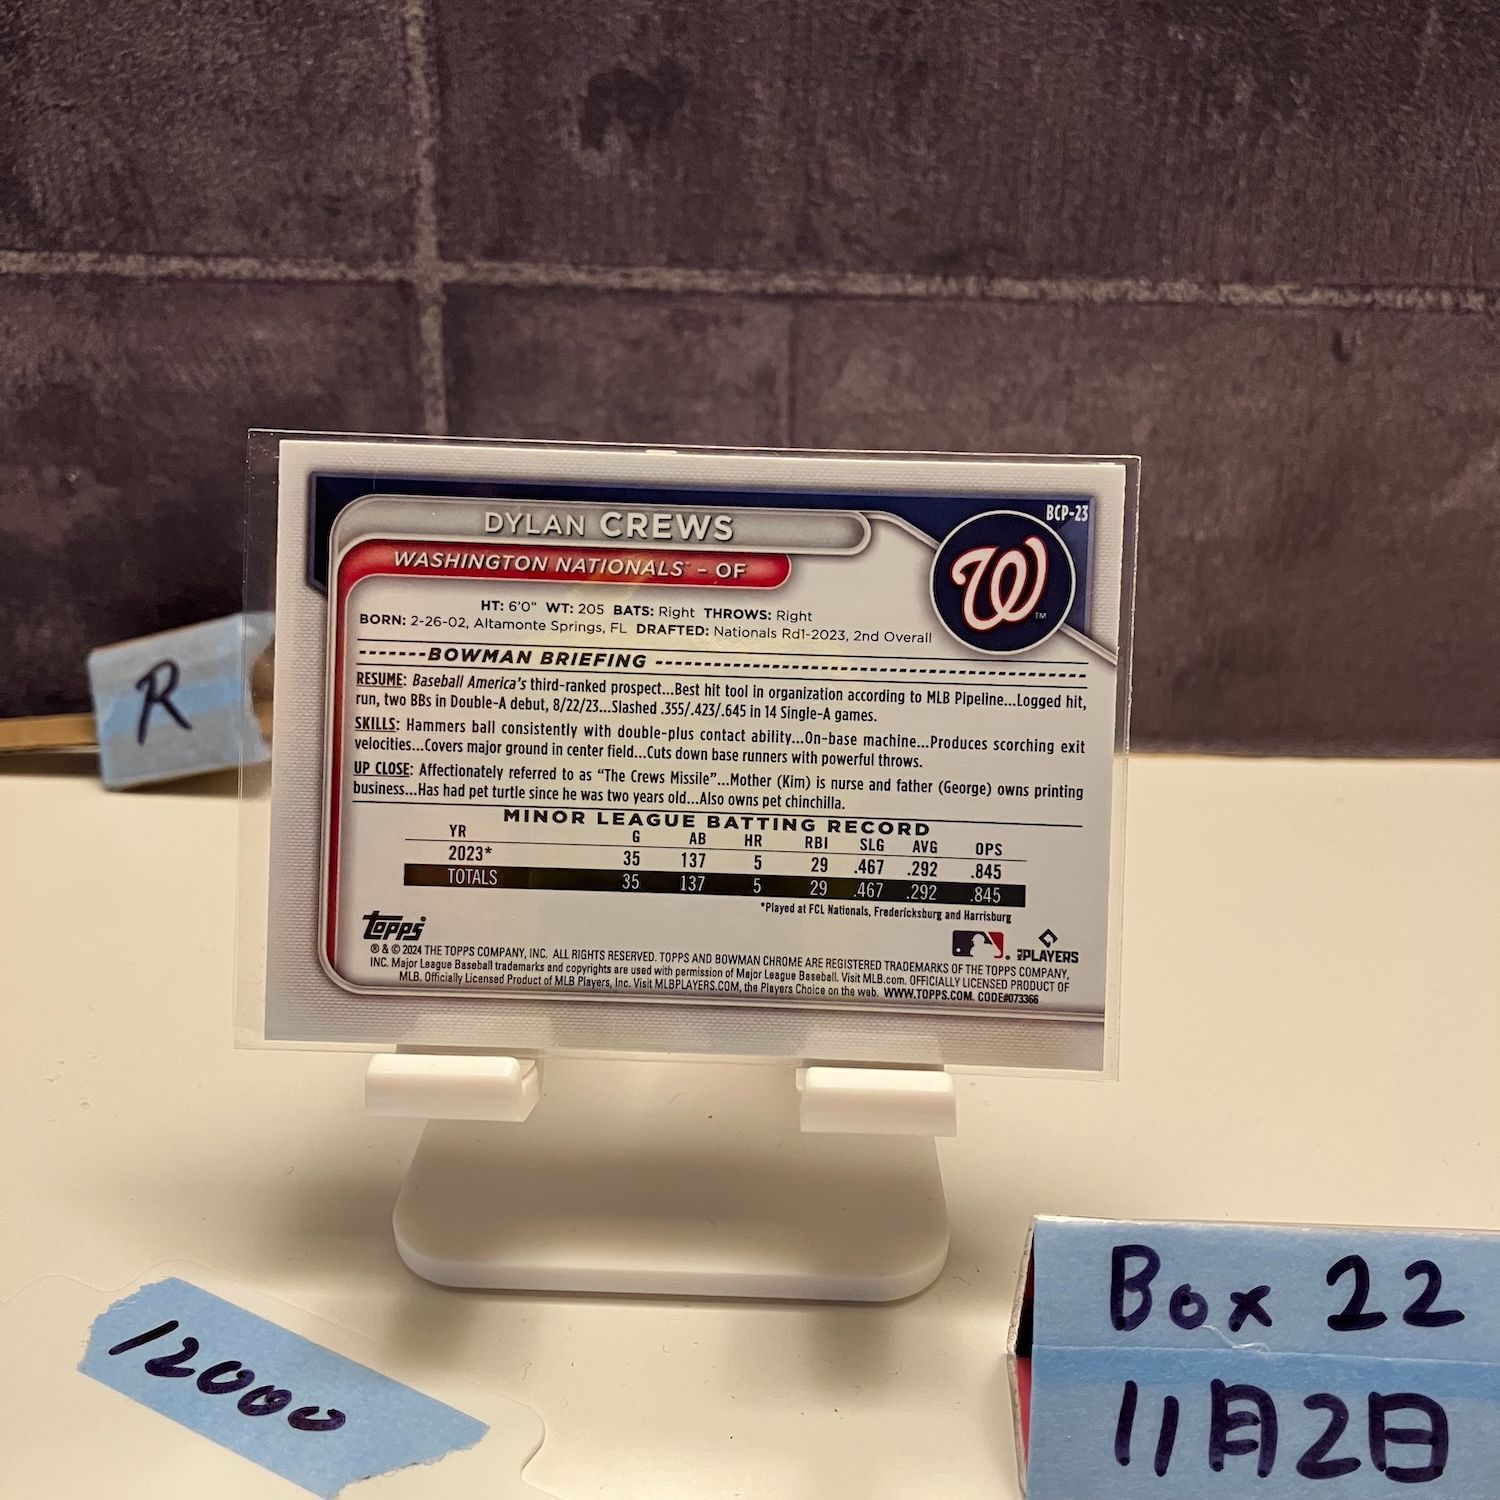 BCP-23
DYLAN CREWS
WASHINGTON NATIONALS™ - OF
W™
HT: 6'0" WT: 205 BATS: Right THROWS: Right
BORN: 2-26-02, Altamonte Springs, FL DRAFTED: Nationals Rd1-2023, 2nd Overall
BOWMAN BRIEFING
RESUME: Baseball America's third-ranked prospect...Best hit tool in organization according to MLB Pipeline...Logged hit,
run, two BBs in Double-A debut, 8/22/23...Slashed .355/.423/.645 in 14 Single-A games.
SKILLS: Hammers ball consistently with double-plus contact ability...On-base machine...Produces scorching exit
velocities...Covers major ground in center field...Cuts down base runners with powerful throws.
UP CLOSE: Affectionately referred to as "The Crews Missile"...Mother (Kim) is nurse and father (George) owns printing
business...Has had pet turtle since he was two years old...Also owns pet chinchilla.
MINOR LEAGUE BATTING RECORD
YR G AB HR RBI SLG AVG OPS
2023* 35 137 5 29 .467 .292 .845
TOTALS 35 137 5 29 .467 .292 .845
*Played at FCL Nationals, Fredericksburg and Harrisburg
topps
MLB PLAYERS
® & © 2024 THE TOPPS COMPANY, INC. ALL RIGHTS RESERVED. TOPPS AND BOWMAN CHROME ARE REGISTERED TRADEMARKS OF THE TOPPS COMPANY,
INC. Major League Baseball trademarks and copyrights are used with permission of Major League Baseball. Visit MLB.com. OFFICIALLY LICENSED PRODUCT OF
MLB. Officially Licensed Product of MLB Players, Inc. Visit MLBPLAYERS.COM, the Players Choice on the web. WWW.TOPPS.COM. CODE#073366
R
12000
Box 22
11月2日